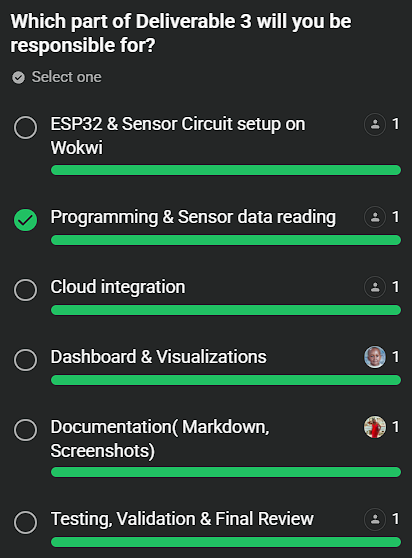 Which part of Deliverable 3 will you be
responsible for?
Select one
ESP32 & Sensor Circuit setup on 1
Wokwi
Programming & Sensor data reading 1
Cloud integration 1
Dashboard & Visualizations 1
Documentation( Markdown, 1
Screenshots)
Testing, Validation & Final Review 1